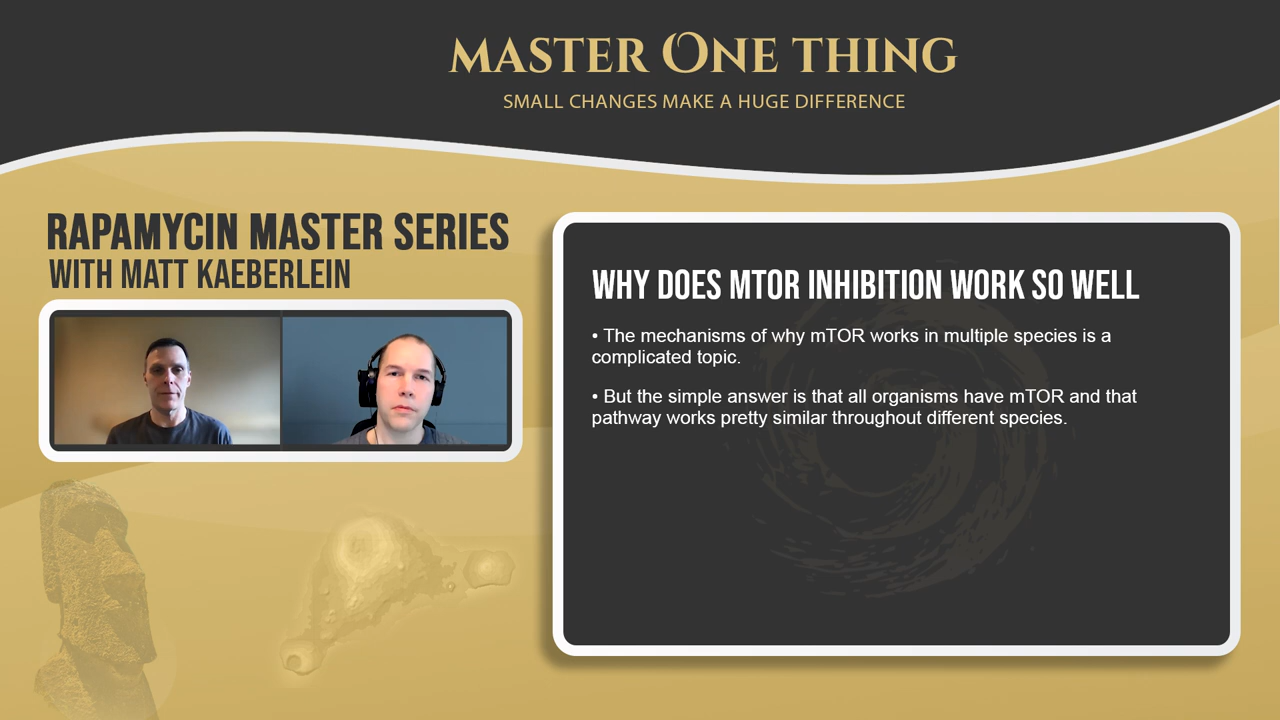 MASTER ONE THING
SMALL CHANGES MAKE A HUGE DIFFERENCE
RAPAMYCIN MASTER SERIES
WITH MATT KAEBERLEIN
WHY DOES MTOR INHIBITION WORK SO WELL
• The mechanisms of why mTOR works in multiple species is a
complicated topic.
• But the simple answer is that all organisms have mTOR and that
pathway works pretty similar throughout different species.